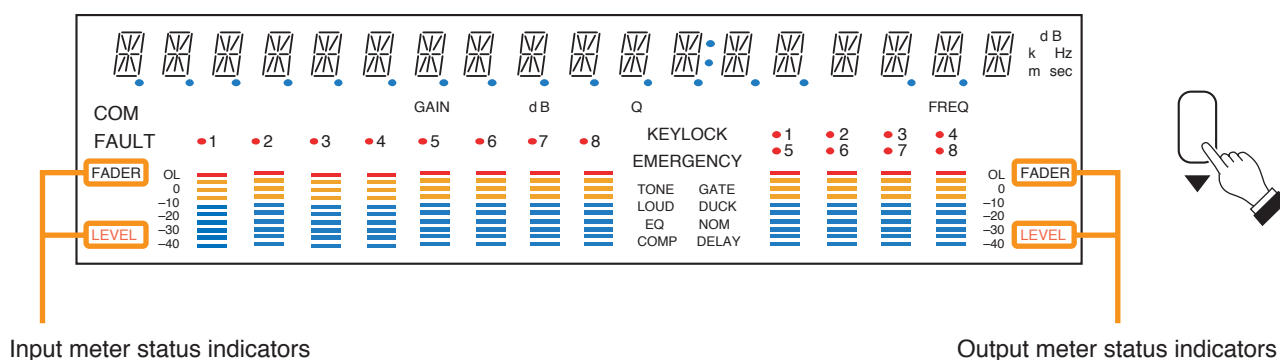 d B
k Hz
m sec
COM GAIN d B Q FREQ
FAULT 1 2 3 4 5 6 7 8 KEYLOCK 1 2 3 4
EMERGENCY 5 6 7 8
FADER OL OL FADER
0 TONE GATE 0
–10 LOUD DUCK –10
–20 –20
–30 EQ NOM –30
LEVEL –40 COMP DELAY –40 LEVEL
Input meter status indicators Output meter status indicators